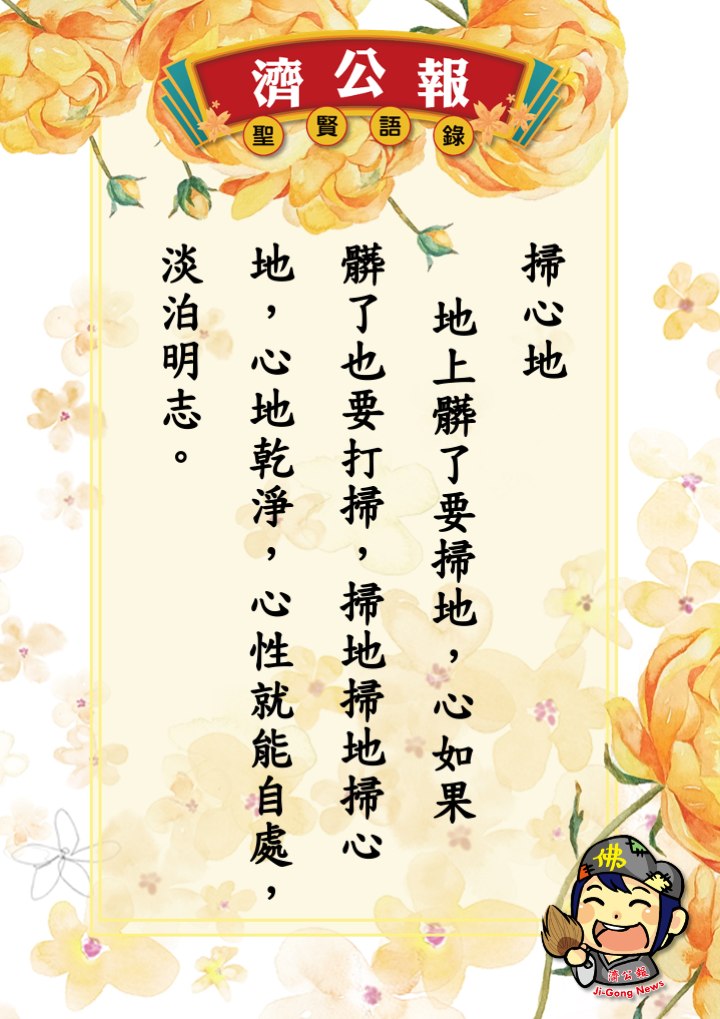 濟公報
聖賢語錄
掃心地
地上髒了要掃地，心如果
髒了也要打掃，掃地掃地掃心
地，心地乾淨，心性就能自處，
淡泊明志。
佛
濟公報
Ji-Gong News